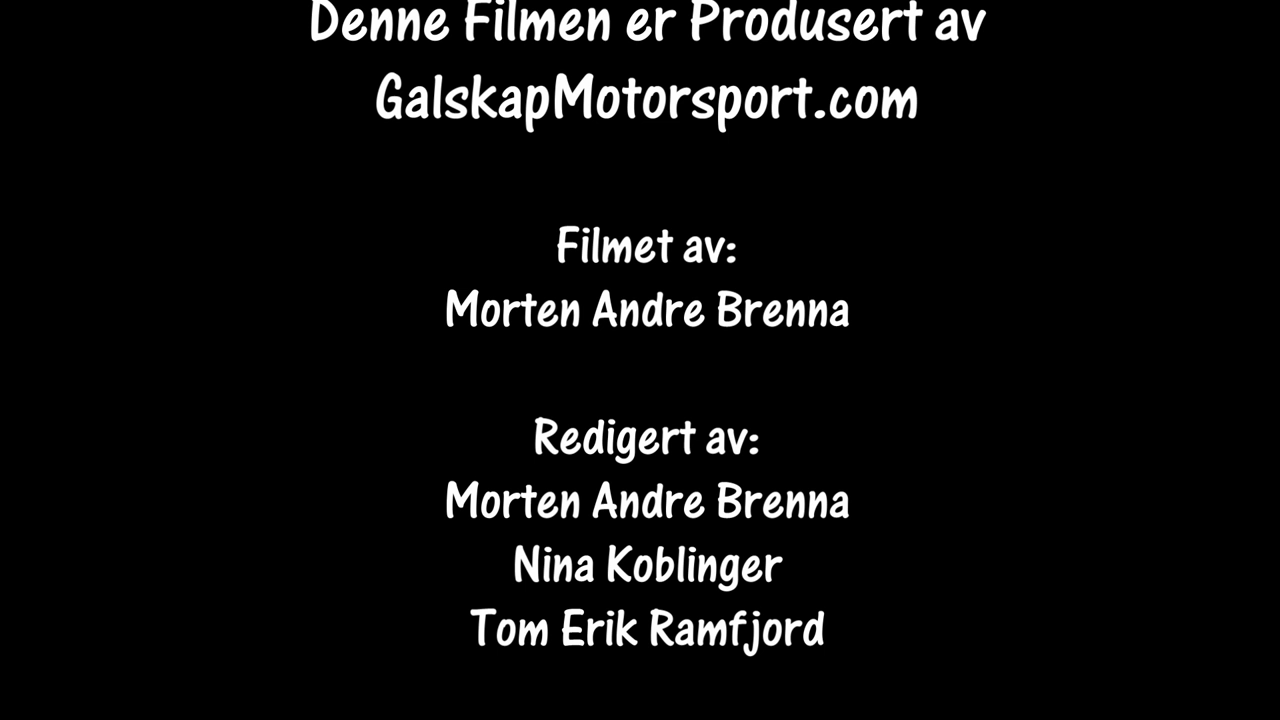 Denne Filmen er Produsert av
GalskapMotorsport.com
Filmet av:
Morten Andre Brenna
Redigert av:
Morten Andre Brenna
Nina Koblinger
Tom Erik Ramfjord